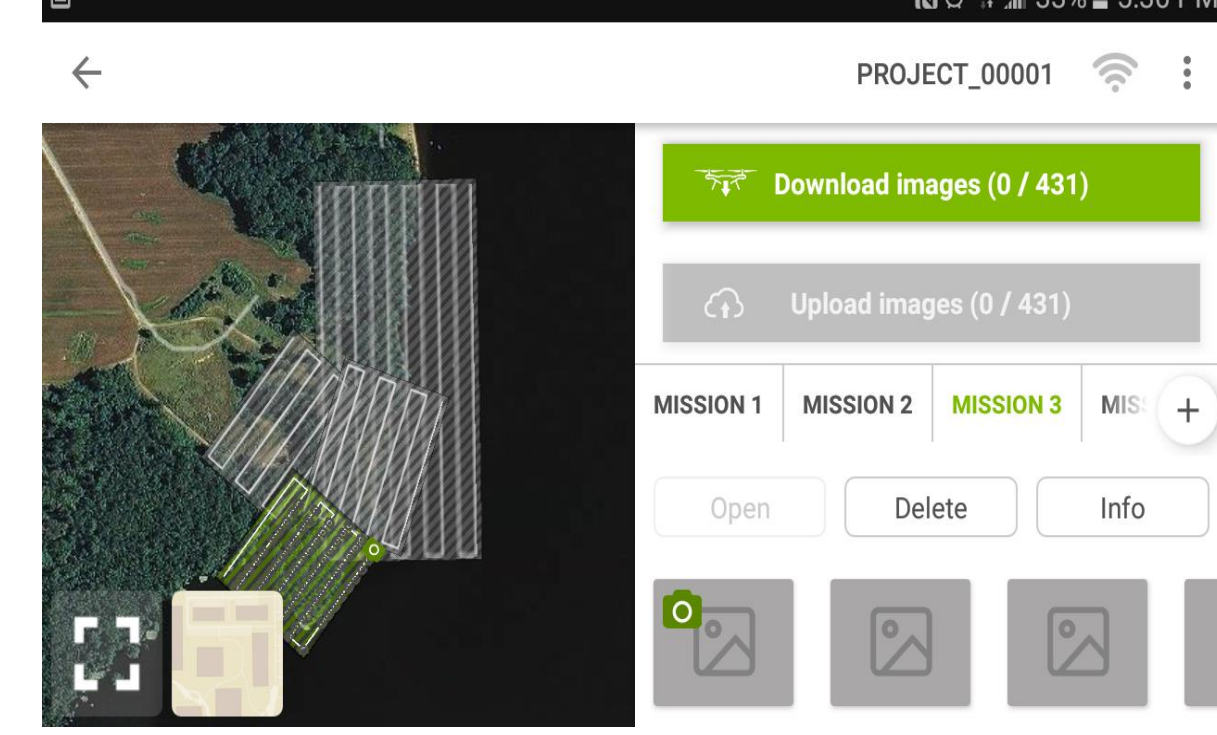 PROJECT_00001
Download images (0 / 431)
Upload images (0 / 431)
MISSION 1 MISSION 2 MISSION 3
Open Delete Info